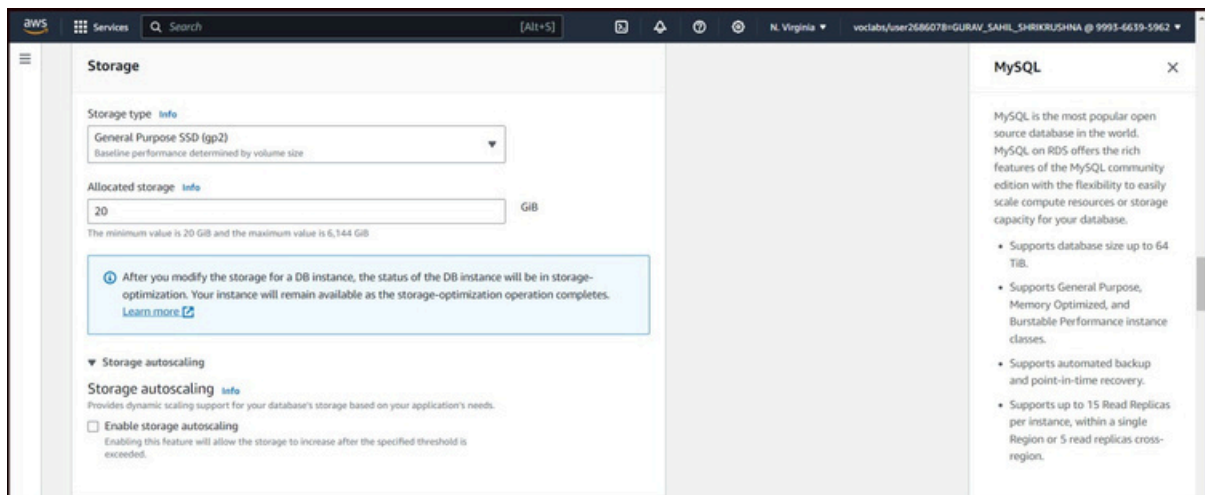 aws
Services
Search
[Alt+S]
N. Virginia
voclabs/user2686078=GURAV_SAHIL_SHRIKRUSHNA @ 9993-6639-5962
Storage
Storage type Info
General Purpose SSD (gp2)
Baseline performance determined by volume size
Allocated storage Info
20
GiB
The minimum value is 20 GiB and the maximum value is 6,144 GiB
After you modify the storage for a DB instance, the status of the DB instance will be in storage-
optimization. Your instance will remain available as the storage-optimization operation completes.
Learn more
Storage autoscaling
Storage autoscaling Info
Provides dynamic scaling support for your database's storage based on your application's needs.
Enable storage autoscaling
Enabling this feature will allow the storage to increase after the specified threshold is
exceeded.
MySQL
MySQL is the most popular open
source database in the world.
MySQL on RDS offers the rich
features of the MySQL community
edition with the flexibility to easily
scale compute resources or storage
capacity for your database.
• Supports database size up to 64
TiB.
• Supports General Purpose,
Memory Optimized, and
Burstable Performance instance
classes.
• Supports automated backup
and point-in-time recovery.
• Supports up to 15 Read Replicas
per instance, within a single
Region or 5 read replicas cross-
region.